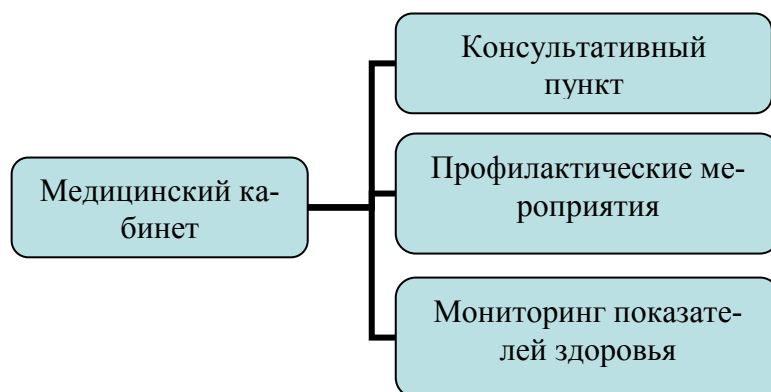 Консультативный
пункт
Медицинский ка-
бинет
Профилактические ме-
роприятия
Мониторинг показате-
лей здоровья